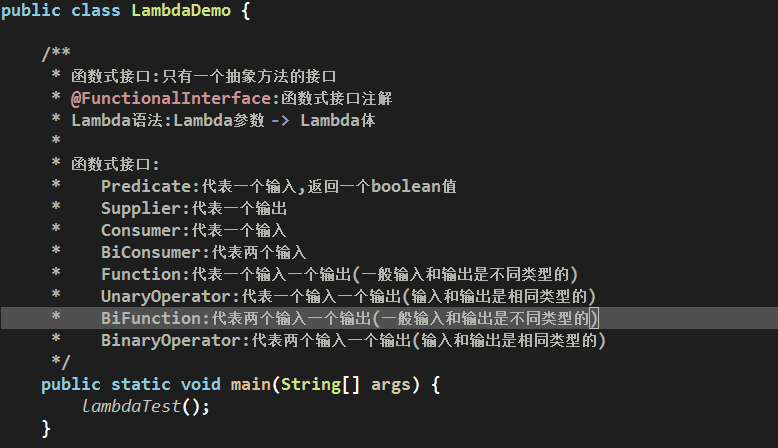 public class LambdaDemo {
/**
* 函数式接口:只有一个抽象方法的接口
* @FunctionalInterface:函数式接口注解
* Lambda语法:Lambda参数 -> Lambda体
*
* 函数式接口:
* Predicate:代表一个输入,返回一个boolean值
* Supplier:代表一个输出
* Consumer:代表一个输入
* BiConsumer:代表两个输入
* Function:代表一个输入一个输出(一般输入和输出是不同类型的)
* UnaryOperator:代表一个输入一个输出(输入和输出是相同类型的)
* BiFunction:代表两个输入一个输出(一般输入和输出是不同类型的)
* BinaryOperator:代表两个输入一个输出(输入和输出是相同类型的)
*/
public static void main(String[] args) {
lambdaTest();
}